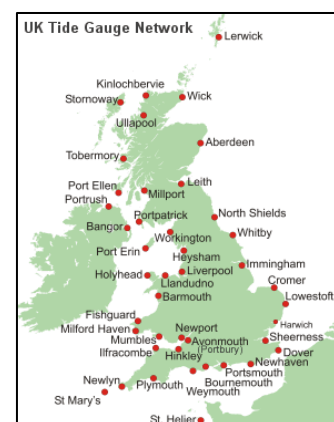 UK Tide Gauge Network
Lerwick
Kinlochbervie
Stornoway
Wick
Ullapool
Aberdeen
Tobermory
Leith
Port Ellen
Millport
Portrush
Portpatrick
North Shields
Bangor
Workington
Whitby
Port Erin
Heysham
Immingham
Holyhead
Liverpool
Llandudno
Cromer
Barmouth
Lowestoft
Fishguard
Harwich
Milford Haven
Newport
Sheerness
Mumbles
Avonmouth
(Portbury)
Ilfracombe
Hinkley
Dover
Newhaven
Portsmouth
Newlyn
Plymouth
Bournemouth
Weymouth
St Mary's
St. Helier